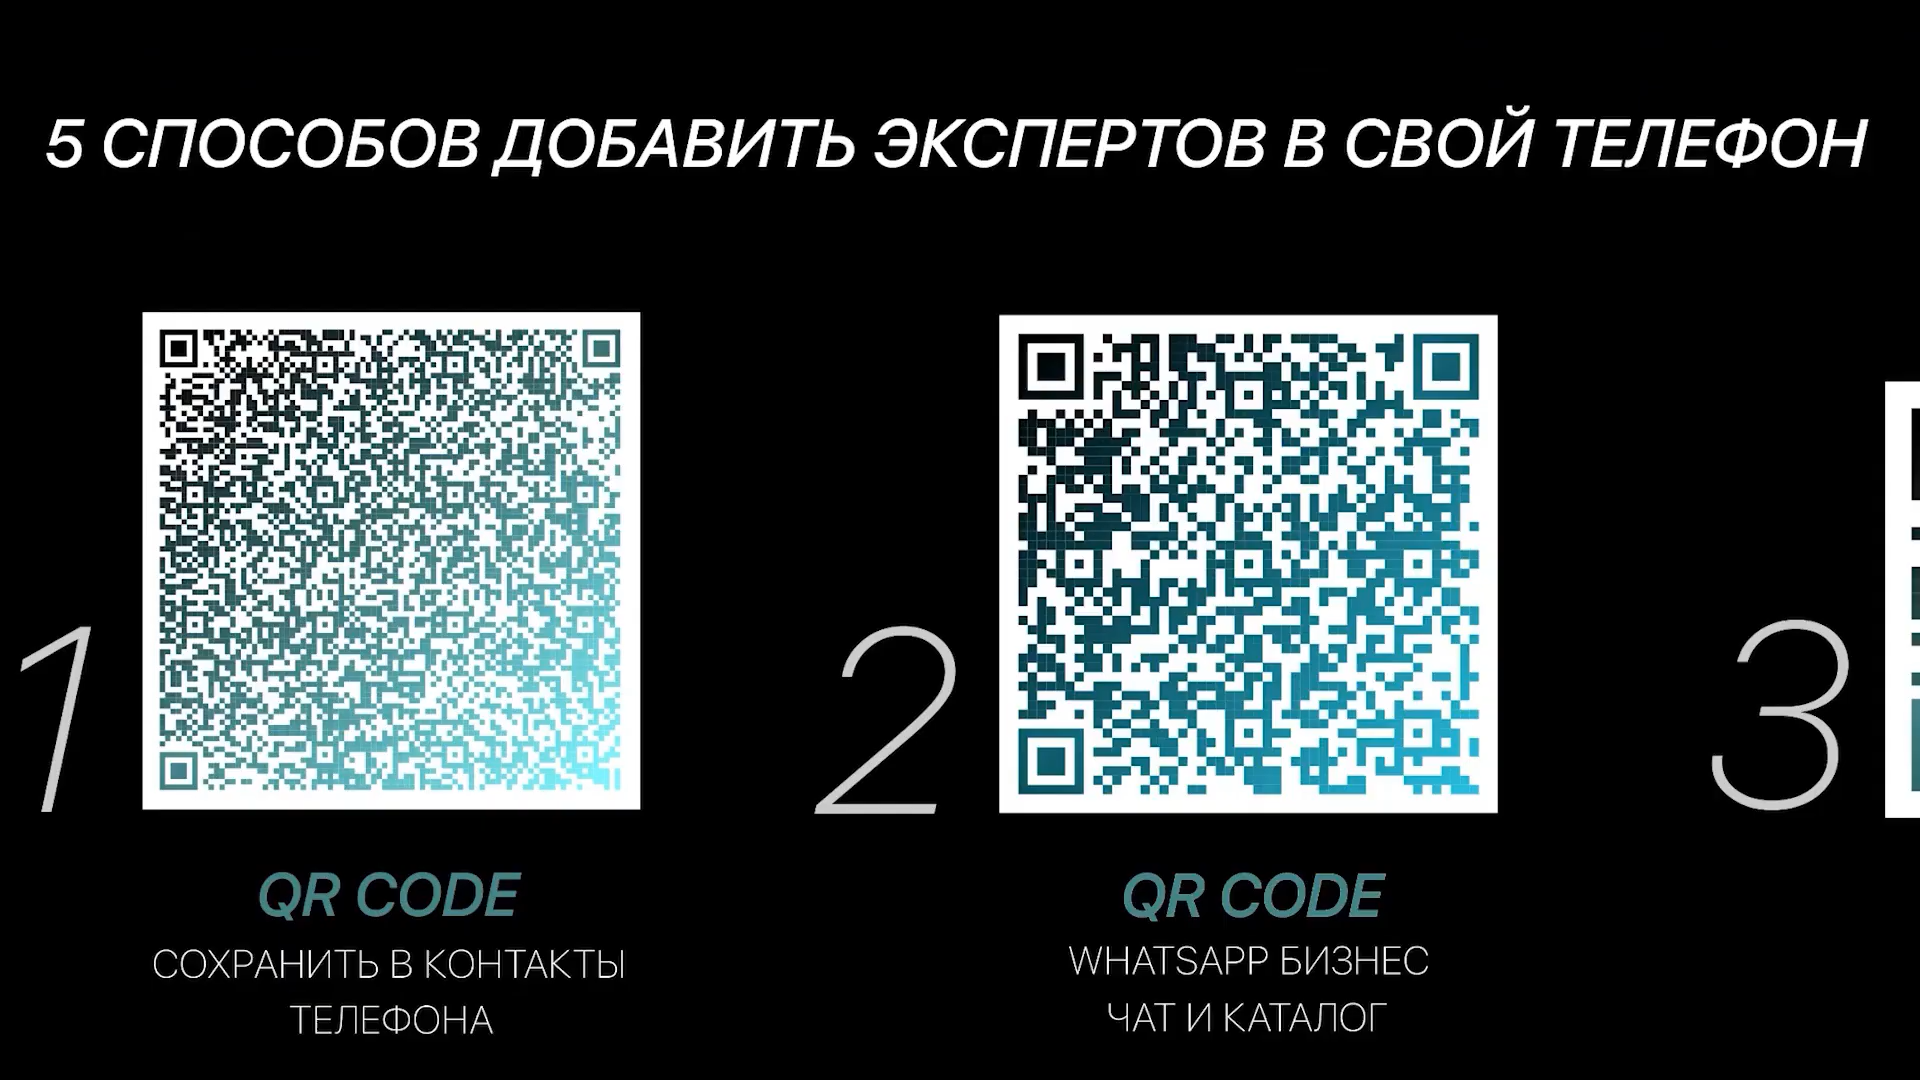 5 СПОСОБОВ ДОБАВИТЬ ЭКСПЕРТОВ В СВОЙ ТЕЛЕФОН
1
2
3
QR CODE
СОХРАНИТЬ В КОНТАКТЫ
ТЕЛЕФОНА
QR CODE
WHATSAPP БИЗНЕС
ЧАТ И КАТАЛОГ